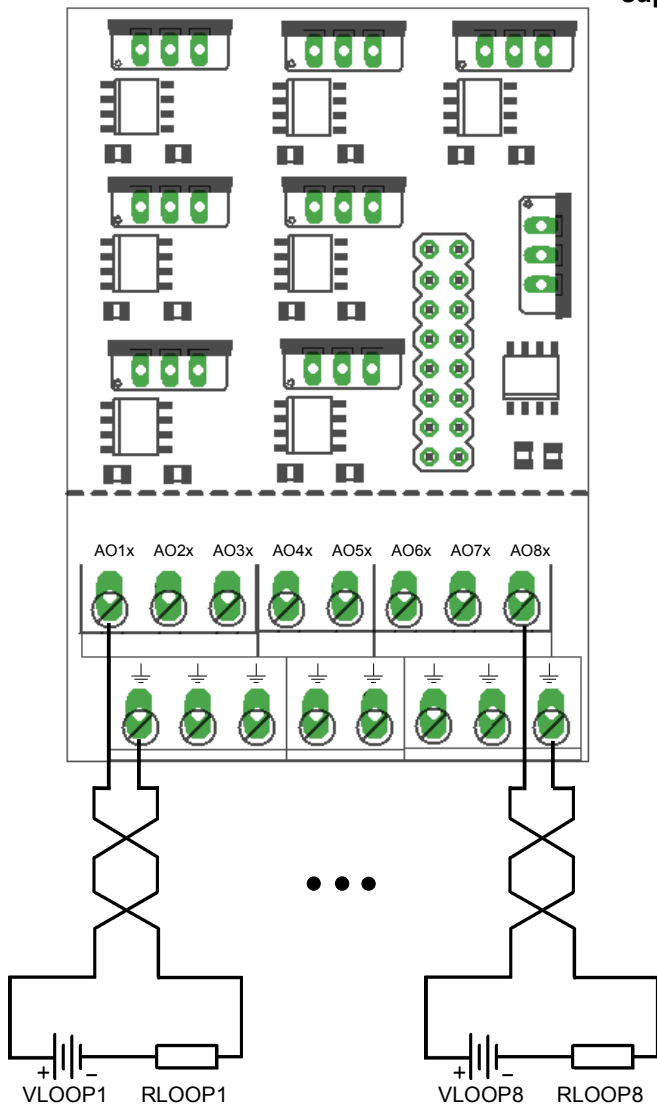 AO1x AO2x AO3x AO4x AO5x AO6x AO7x AO8x
+ – + –
VLOOP1 RLOOP1 VLOOP8 RLOOP8